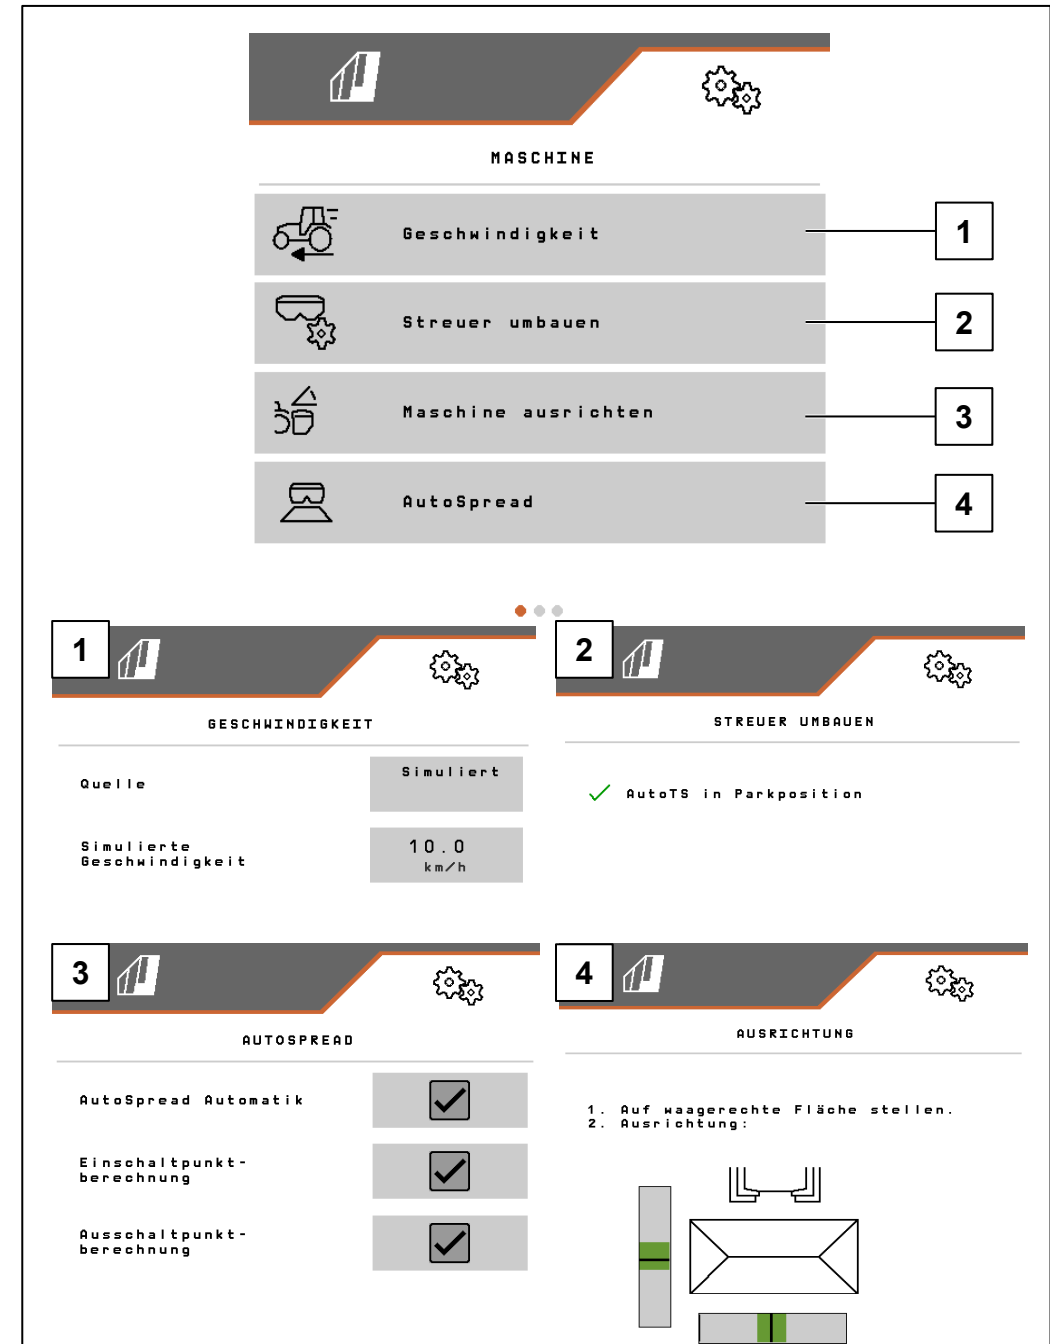 MASCHINE
Geschwindigkeit
1
Streuer umbauen
2
Maschine ausrichten
3
AutoSpread
4
1
GESCHWINDIGKEIT
Quelle
Simuliert
Simulierte
Geschwindigkeit
10.0
km/h
2
STREUER UMBAUEN
AutoTS in Parkposition
3
AUTOSPREAD
AutoSpread Automatik
Einschaltpunkt-
berechnung
Ausschaltpunkt-
berechnung
4
AUSRICHTUNG
1. Auf waagerechte Fläche stellen.
2. Ausrichtung: